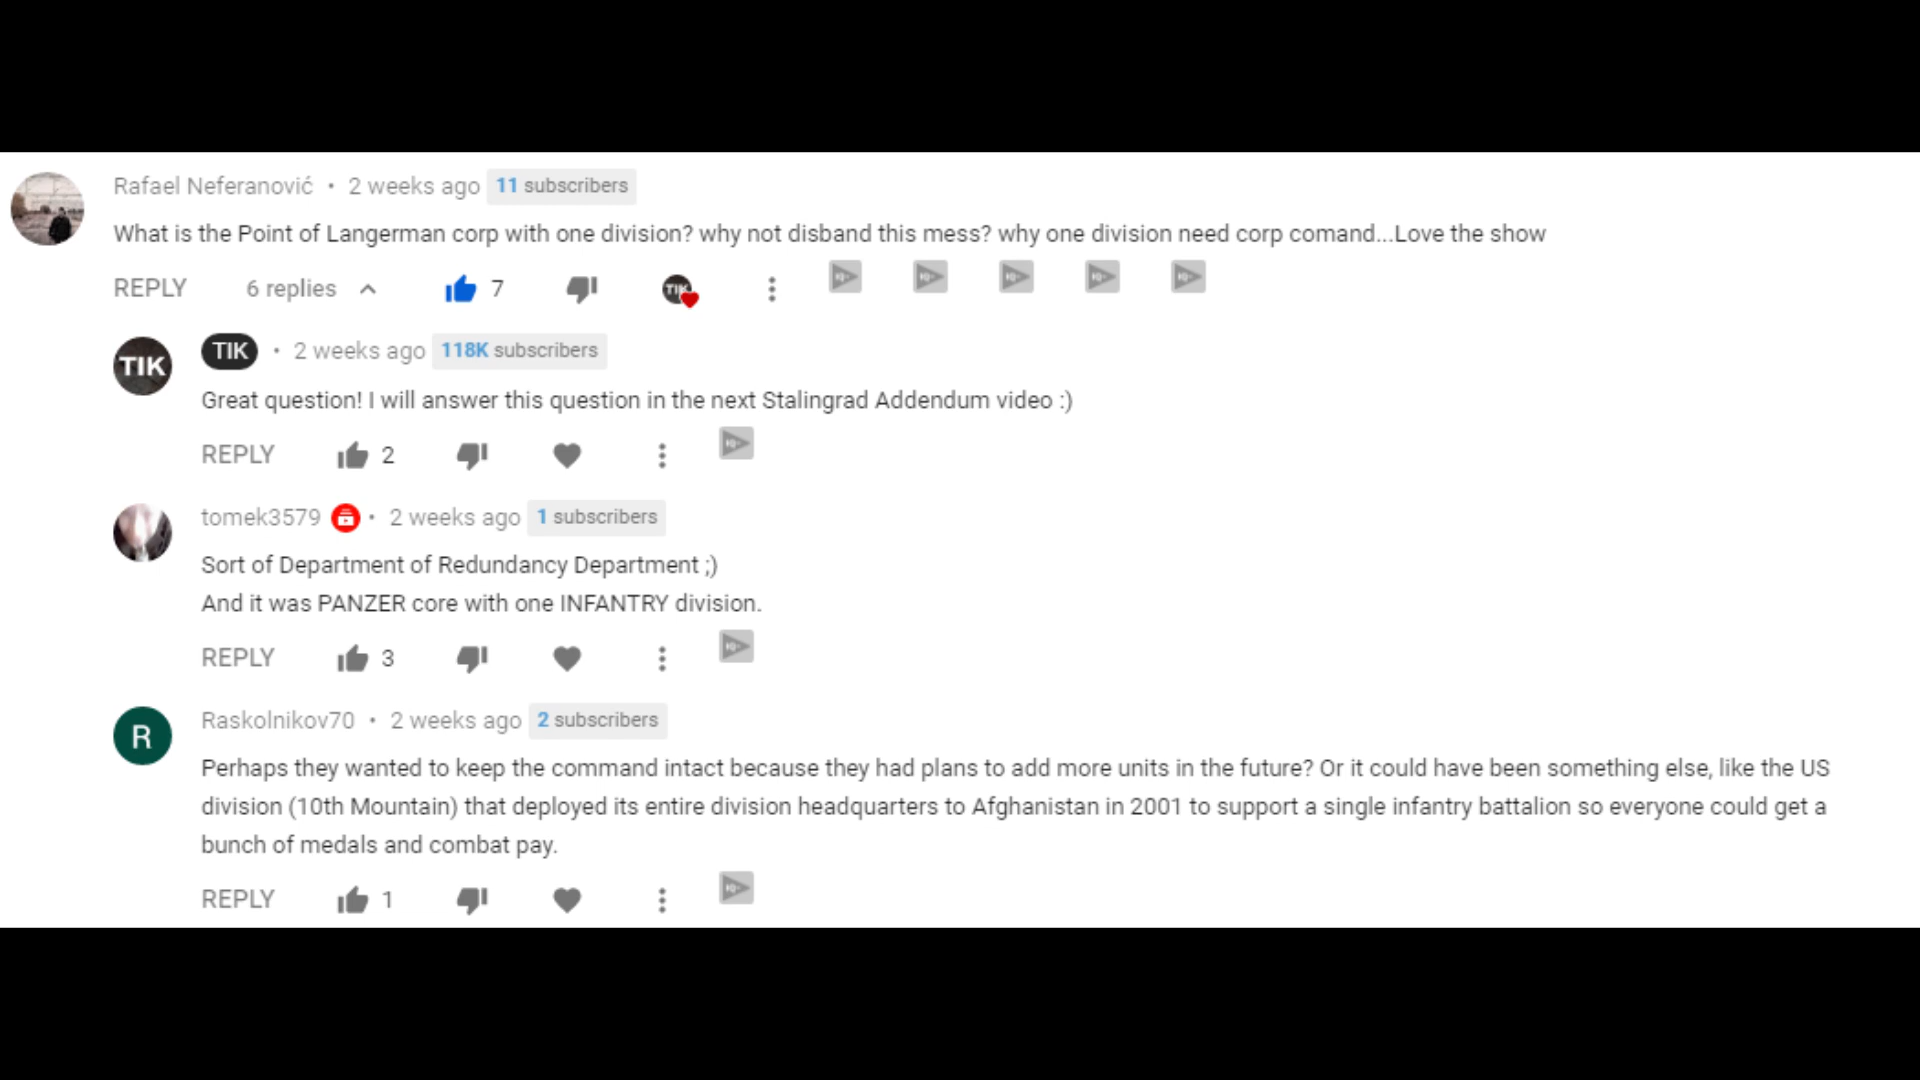 Rafael Neferanović • 2 weeks ago 11 subscribers
What is the Point of Langerman corp with one division? why not disband this mess? why one division need corp comand...Love the show
REPLY 6 replies 7 TIK
TIK TIK • 2 weeks ago 118K subscribers
Great question! I will answer this question in the next Stalingrad Addendum video :)
REPLY 2
tomek3579 • 2 weeks ago 1 subscribers
Sort of Department of Redundancy Department ;)
And it was PANZER core with one INFANTRY division.
REPLY 3
R Raskolnikov70 • 2 weeks ago 2 subscribers
Perhaps they wanted to keep the command intact because they had plans to add more units in the future? Or it could have been something else, like the US
division (10th Mountain) that deployed its entire division headquarters to Afghanistan in 2001 to support a single infantry battalion so everyone could get a
bunch of medals and combat pay.
REPLY 1